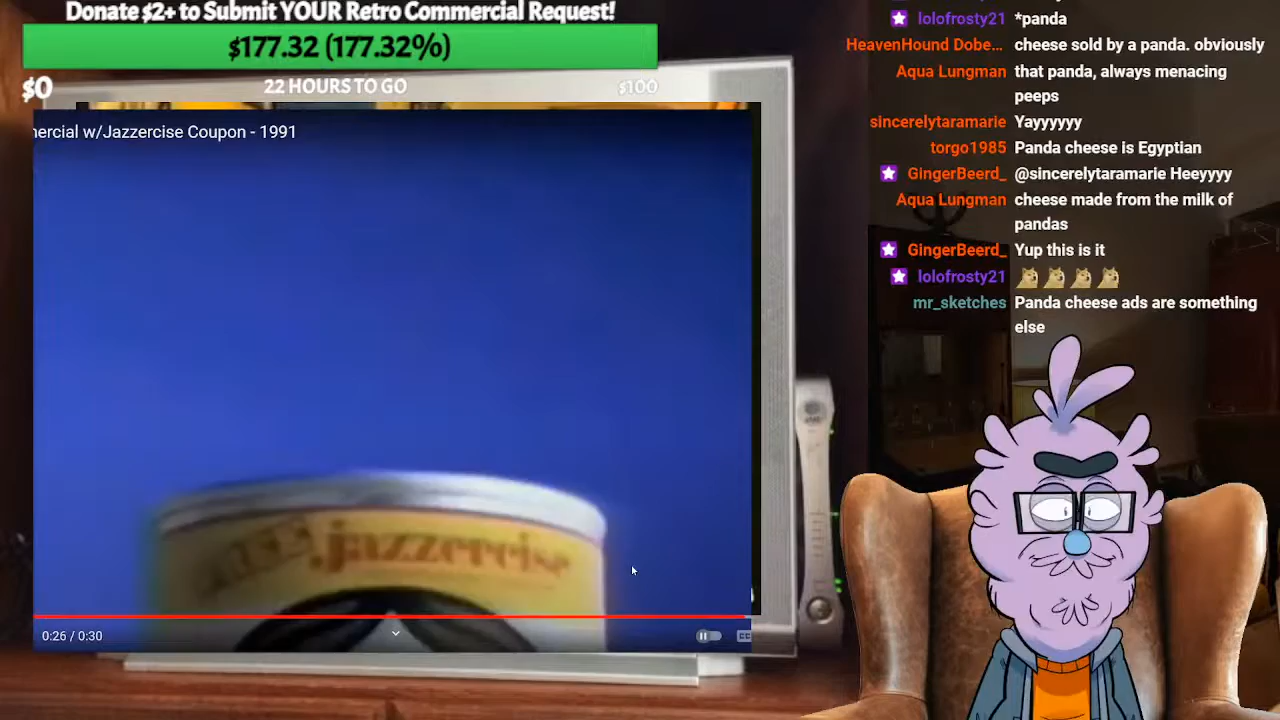 Donate $2+ to Submit YOUR Retro Commercial Request!
$177.32 (177.32%)
$0
22 HOURS TO GO
$100
mercial w/Jazzercise Coupon - 1991
jazzercise
0:26 / 0:30
CC
lolofrosty21 *panda
HeavenHound Dobe... cheese sold by a panda. obviously
Aqua Lungman that panda, always menacing
peeps
sincerelytaramarie Yayyyyyy
torgo1985 Panda cheese is Egyptian
GingerBeerd_ @sincerelytaramarie Heeyyyy
Aqua Lungman cheese made from the milk of
pandas
GingerBeerd_ Yup this is it
lolofrosty21
mr_sketches Panda cheese ads are something
else